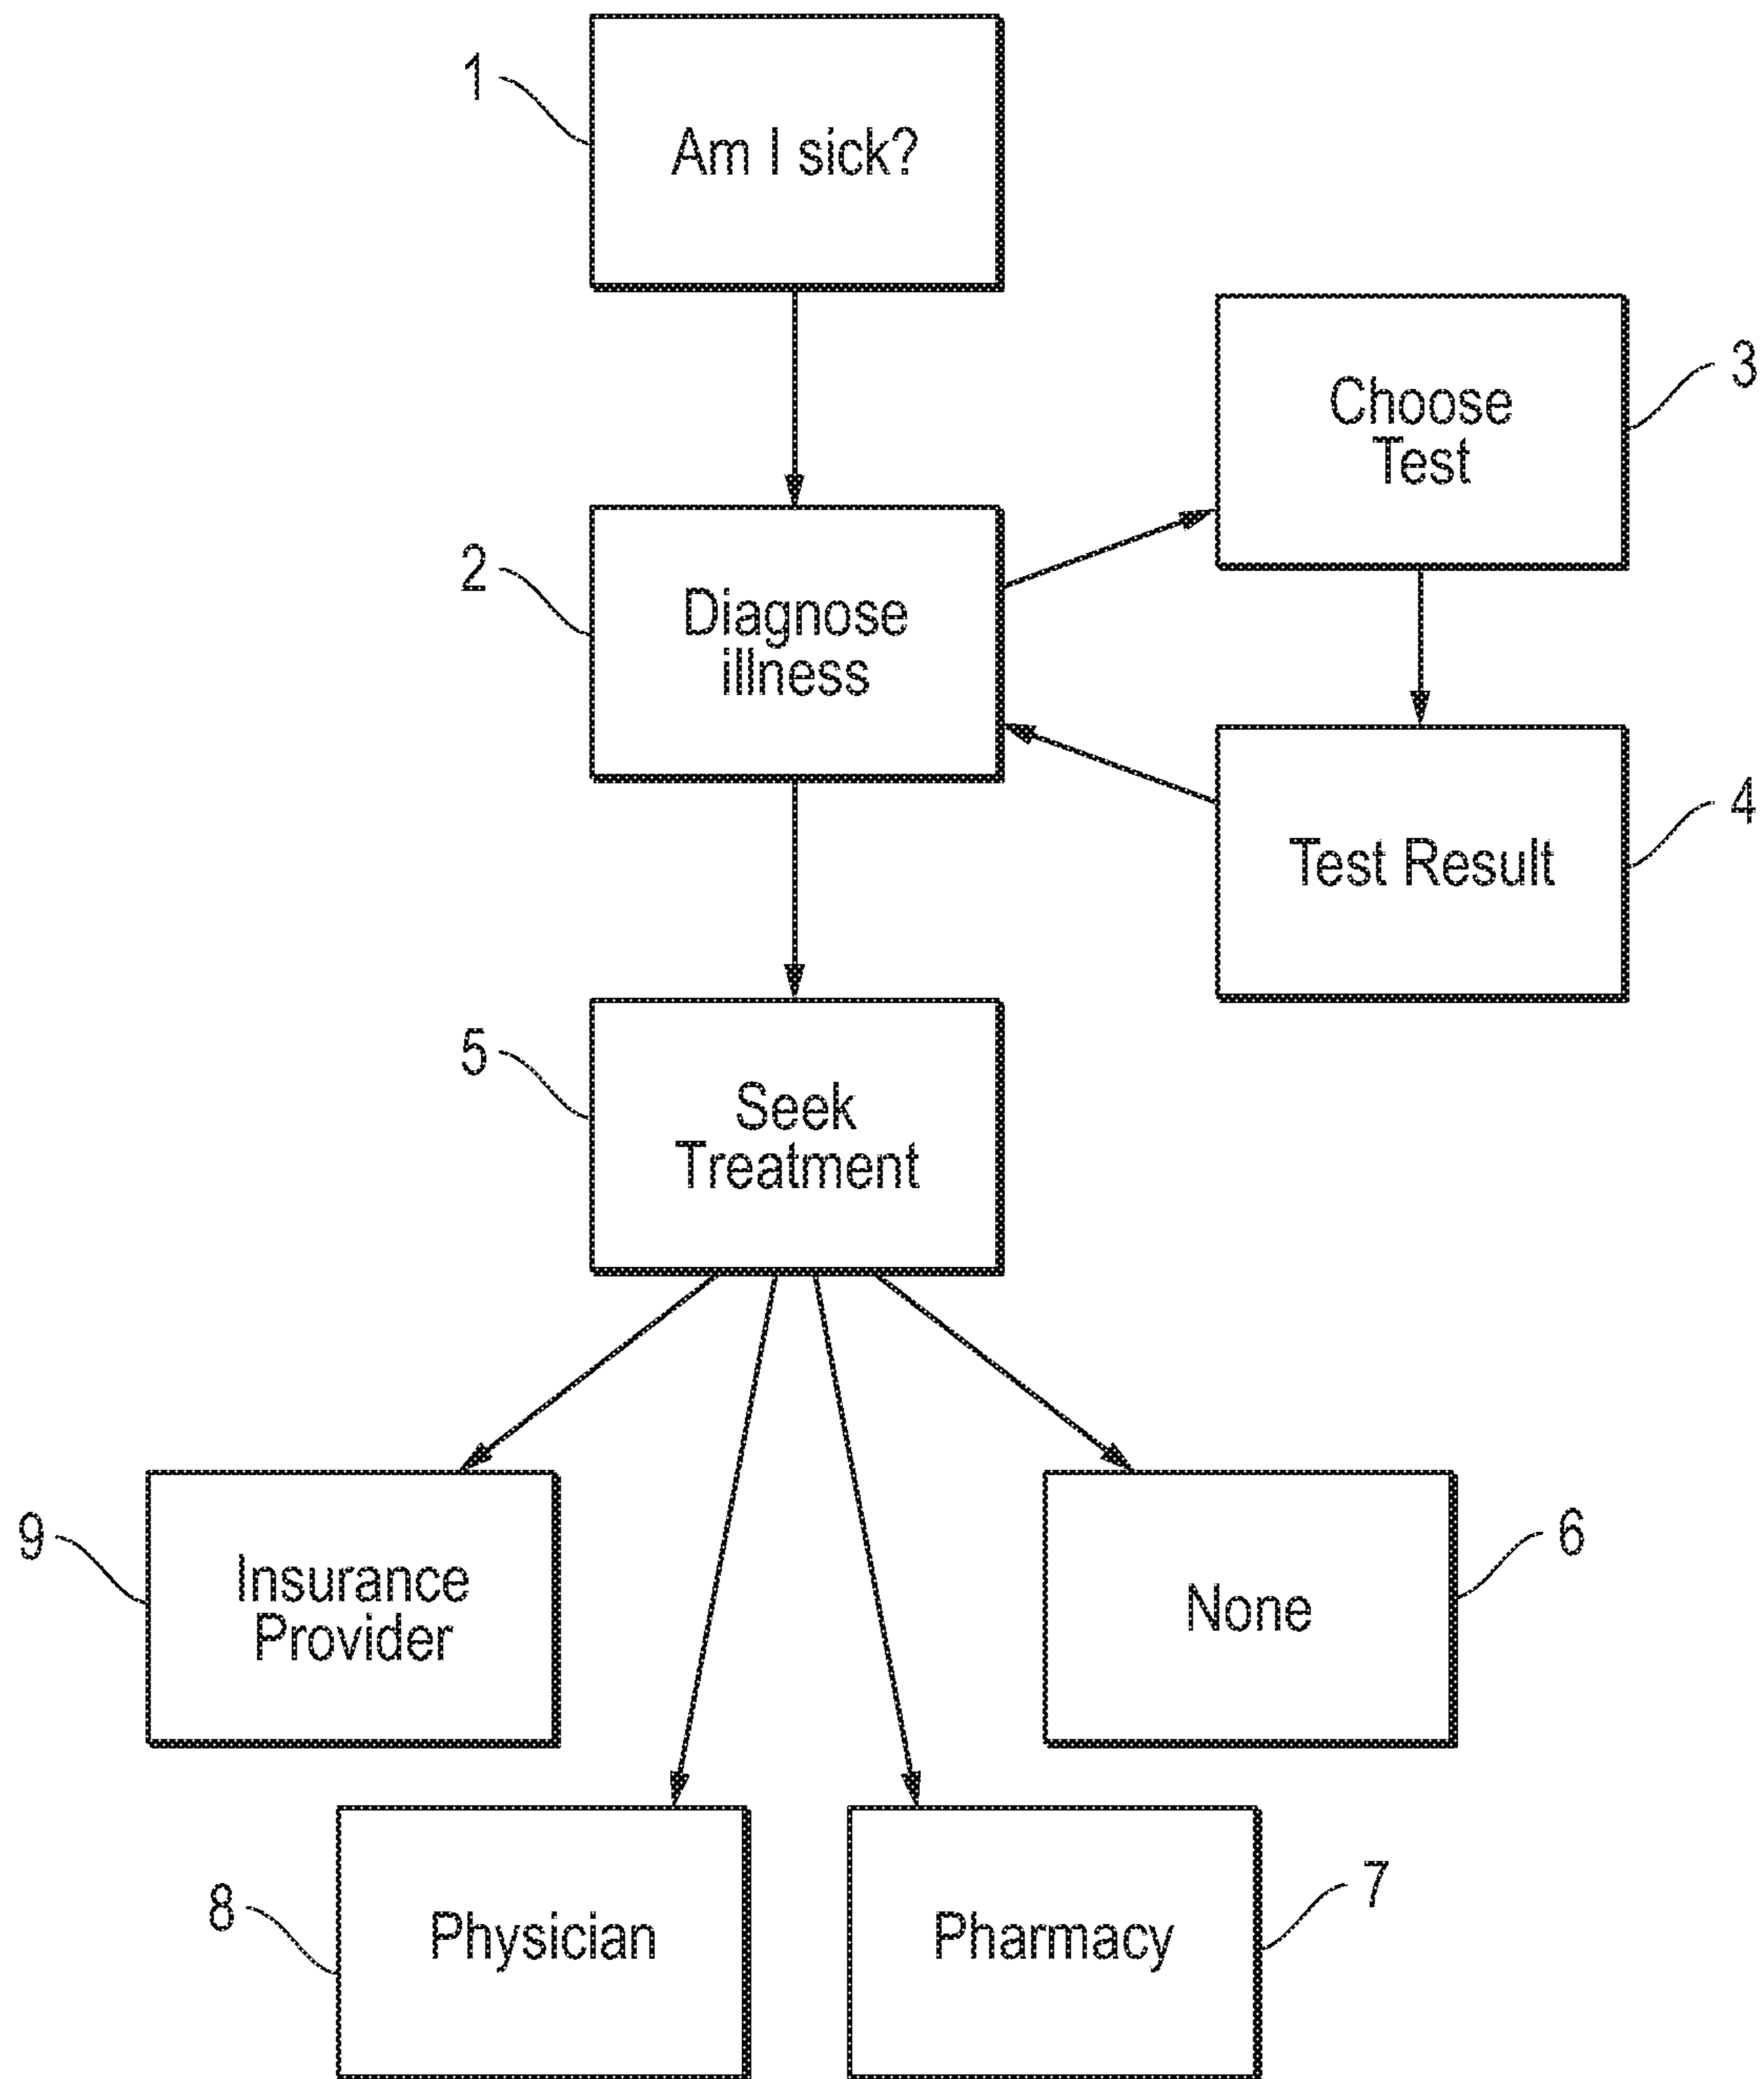 1
Am I sick?
3
Choose
Test
2
Diagnose
illness
4
Test Result
5
Seek
Treatment
9
Insurance
Provider
6
None
8
Physician
7
Pharmacy